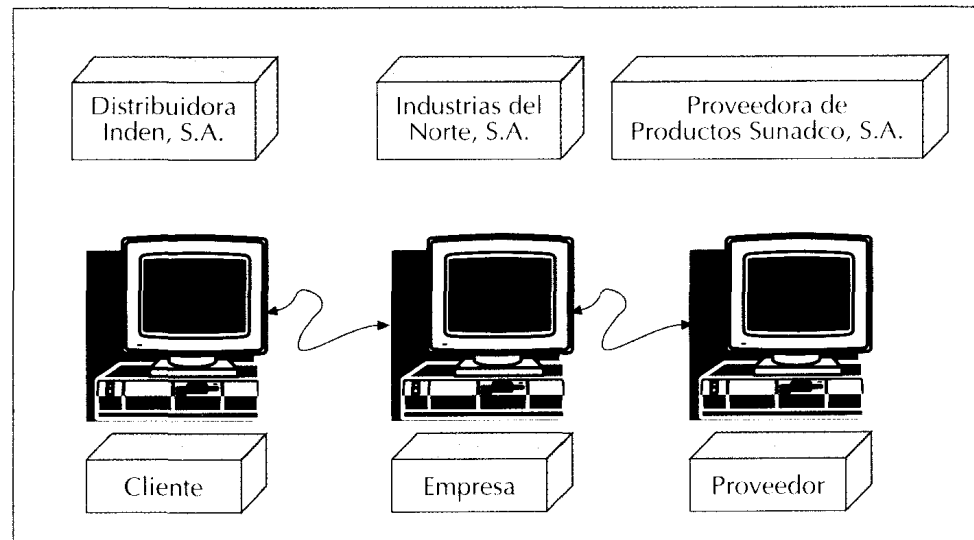 Distribuidora
Inden, S.A.
Industrias del
Norte, S.A.
Proveedora de
Productos Sunadco, S.A.
Cliente
Empresa
Proveedor